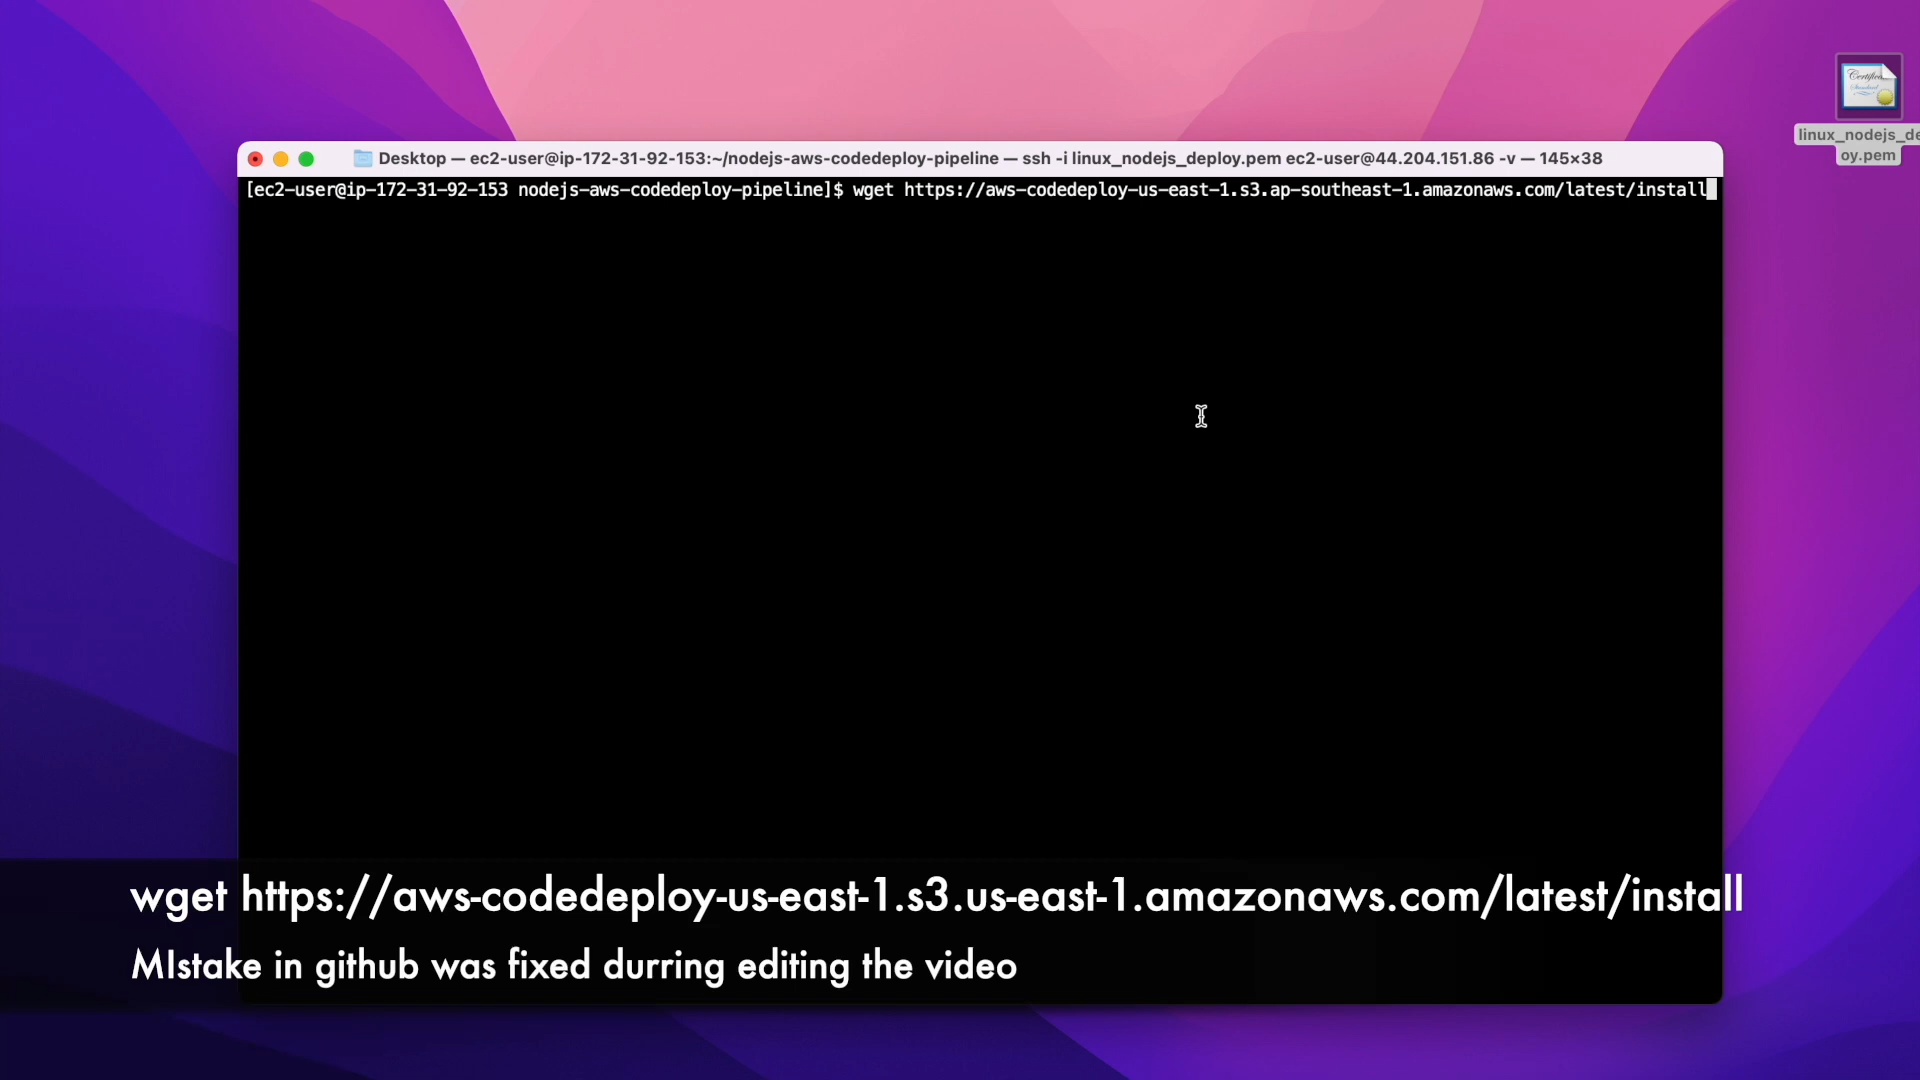 Certificate
Standard
linux_nodejs_de
oy.pem
Desktop — ec2-user@ip-172-31-92-153:~/nodejs-aws-codedeploy-pipeline — ssh -i linux_nodejs_deploy.pem ec2-user@44.204.151.86 -v — 145×38
[ec2-user@ip-172-31-92-153 nodejs-aws-codedeploy-pipeline]$ wget https://aws-codedeploy-us-east-1.s3.ap-southeast-1.amazonaws.com/latest/install
wget https://aws-codedeploy-us-east-1.s3.us-east-1.amazonaws.com/latest/install
MIstake in github was fixed durring editing the video